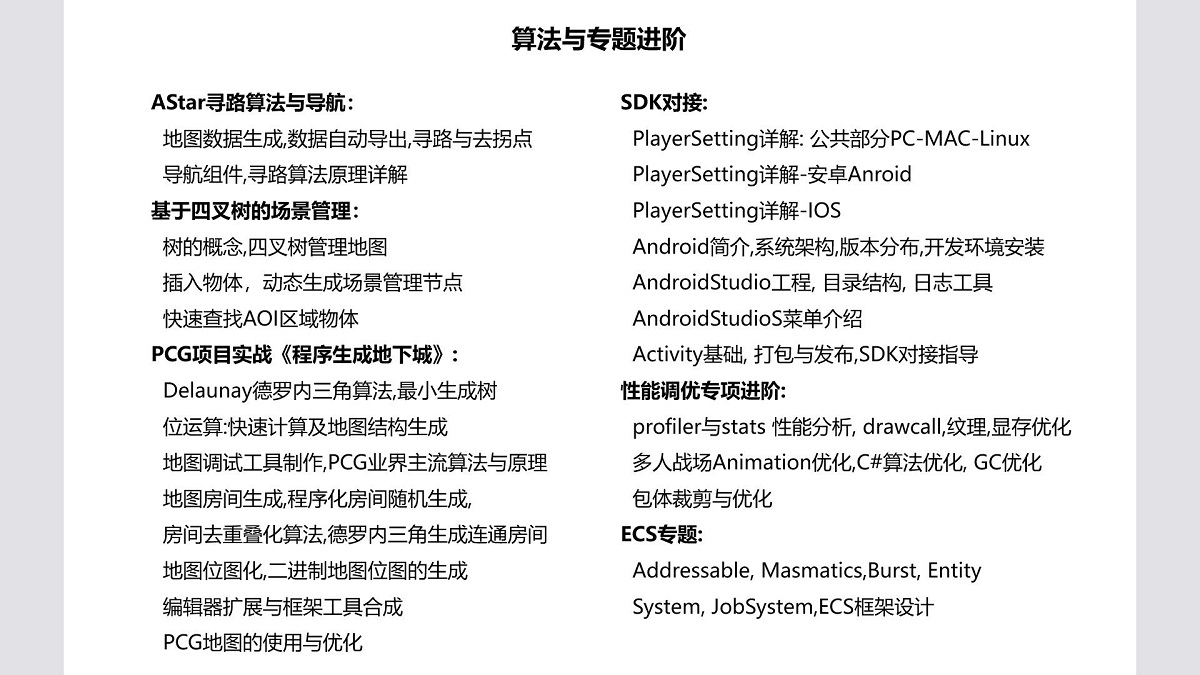 算法与专题进阶
AStar寻路算法与导航:
地图数据生成,数据自动导出,寻路与去拐点
导航组件,寻路算法原理详解
基于四叉树的场景管理:
树的概念,四叉树管理地图
插入物体，动态生成场景管理节点
快速查找AOI区域物体
PCG项目实战《程序生成地下城》:
Delaunay德罗内三角算法,最小生成树
位运算:快速计算及地图结构生成
地图调试工具制作,PCG业界主流算法与原理
地图房间生成,程序化房间随机生成,
房间去重叠化算法,德罗内三角生成连通房间
地图位图化,二进制地图位图的生成
编辑器扩展与框架工具合成
PCG地图的使用与优化
SDK对接:
PlayerSetting详解: 公共部分PC-MAC-Linux
PlayerSetting详解-安卓Anroid
PlayerSetting详解-IOS
Android简介,系统架构,版本分布,开发环境安装
AndroidStudio工程, 目录结构, 日志工具
AndroidStudioS菜单介绍
Activity基础, 打包与发布,SDK对接指导
性能调优专项进阶:
profiler与stats 性能分析, drawcall,纹理,显存优化
多人战场Animation优化,C#算法优化, GC优化
包体裁剪与优化
ECS专题:
Addressable, Masmatics,Burst, Entity
System, JobSystem,ECS框架设计